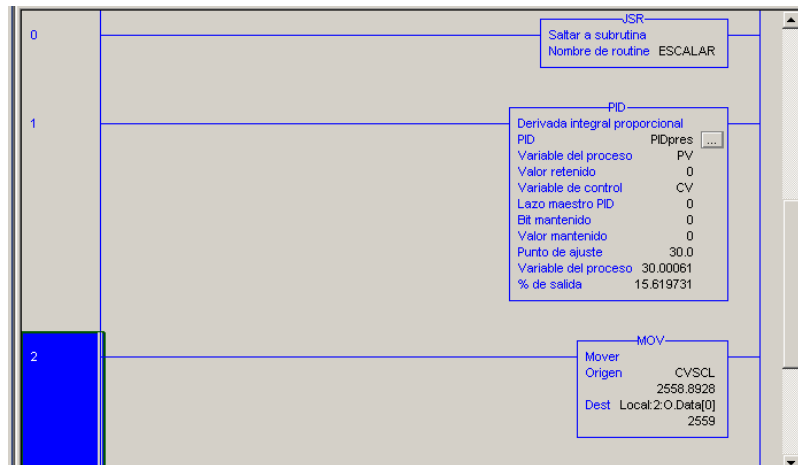 0
JSR
Saltar a subrutina
Nombre de routine ESCALAR
1
PID
Derivada integral proporcional
PID PIDpres ...
Variable del proceso PV
Valor retenido 0
Variable de control CV
Lazo maestro PID 0
Bit mantenido 0
Valor mantenido 0
Punto de ajuste 30.0
Variable del proceso 30.00061
% de salida 15.619731
2
MOV
Mover
Origen CVSCL
2558.8928
Dest Local:2:O.Data[0]
2559